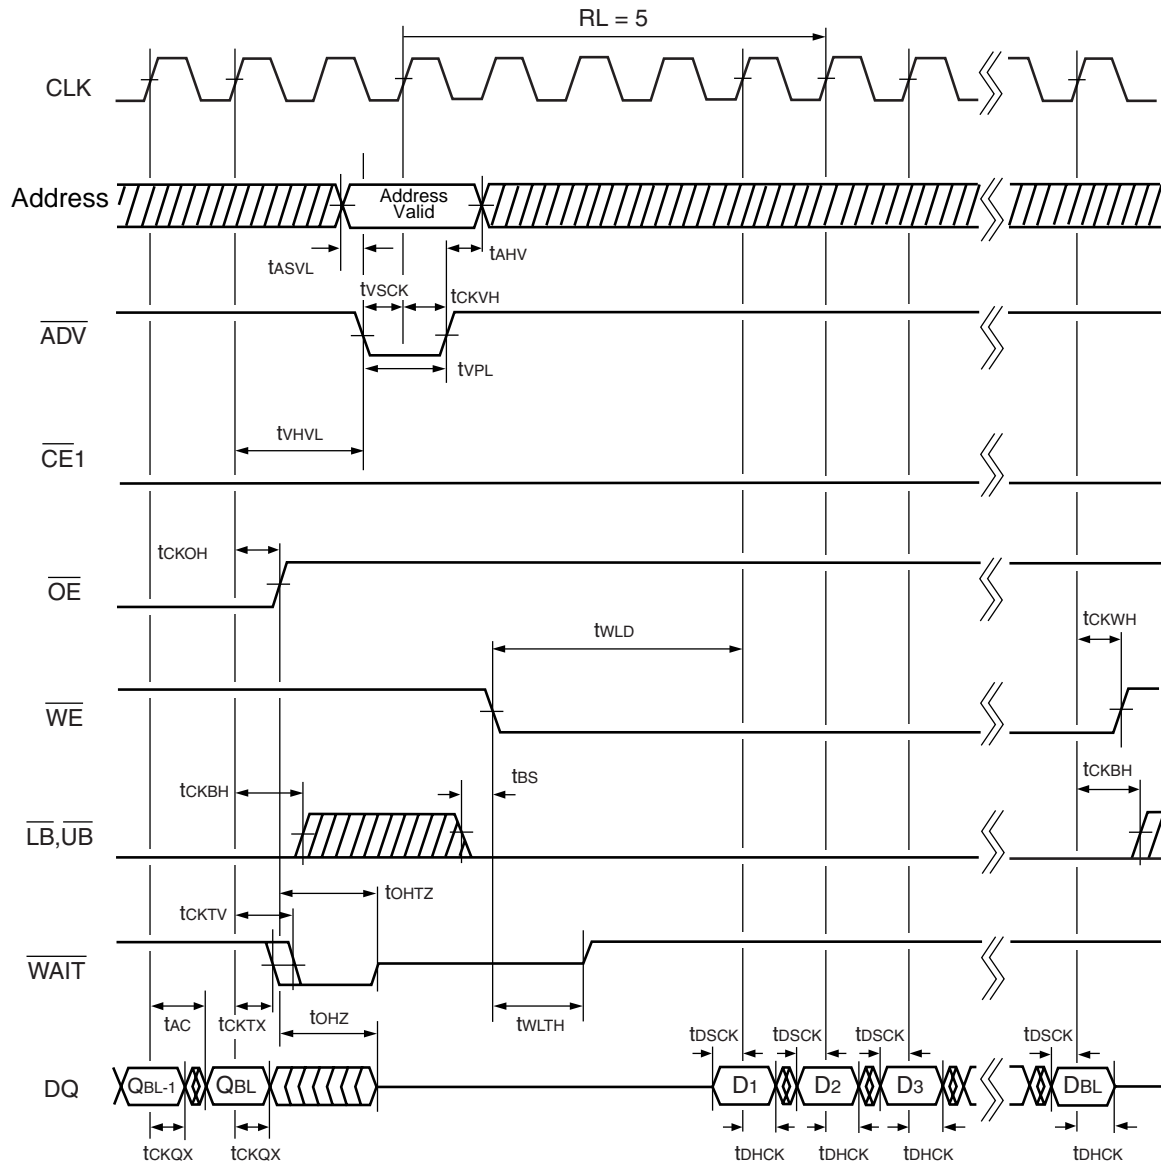 RL = 5
CLK
Address
Address
Valid
tASVL
tAHV
tVSCK
tCKVH
ADV
tVPL
tVHVL
CE1
tCKOH
OE
tWLD
tCKWH
WE
tBS
tCKBH
tCKBH
LB,UB
tOHTZ
tCKTV
WAIT
tAC
tCKTX
tOHZ
tWLTH
tDSCK
tDSCK
tDSCK
tDSCK
DQ
QBL-1
QBL
D1
D2
D3
DBL
tCKQX
tCKQX
tDHCK
tDHCK
tDHCK
tDHCK